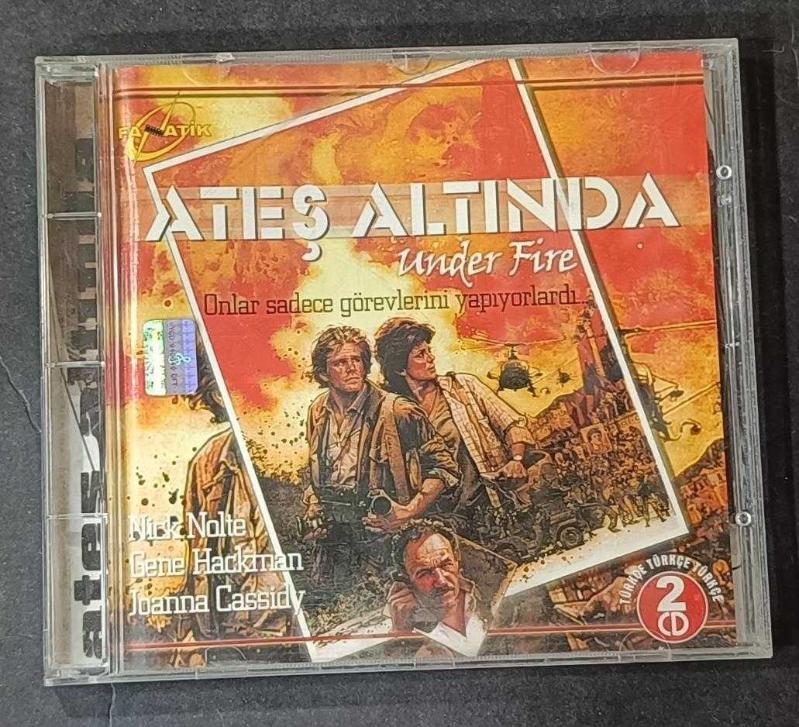 FANATİK
ATEŞ ALTINDA
Under Fire
Onlar sadece görevlerini yapıyorlardı...
Nick Nolte
Gene Hackman
Joanna Cassidy
TÜRKÇE TÜRKÇE TÜRKÇE
2
CD
ateş